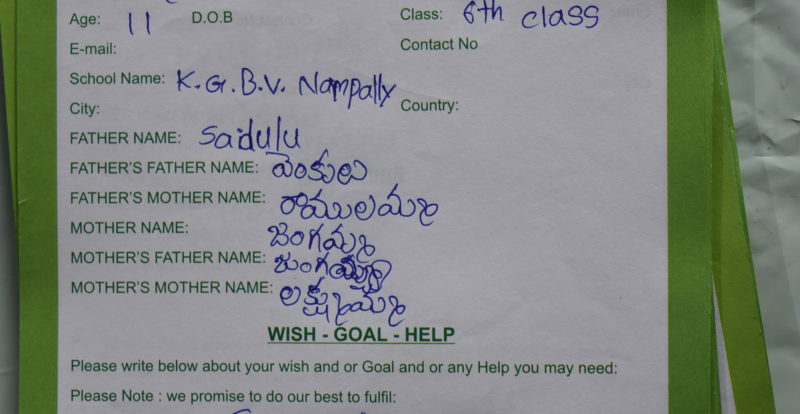 Age: 11 D.O.B Class: 6th class
E-mail: Contact No
School Name: K.G.B.V. Nampally
City: Country:
FATHER NAME: Saidulu
FATHER'S FATHER NAME: వెంకులు
FATHER'S MOTHER NAME: రాములమ్మ
MOTHER NAME: జంగమ్మ
MOTHER'S FATHER NAME:
MOTHER'S MOTHER NAME: లక్ష్మమ్మ
WISH - GOAL - HELP
Please write below about your wish and or Goal and or any Help you may need:
Please Note : we promise to do our best to fulfil: